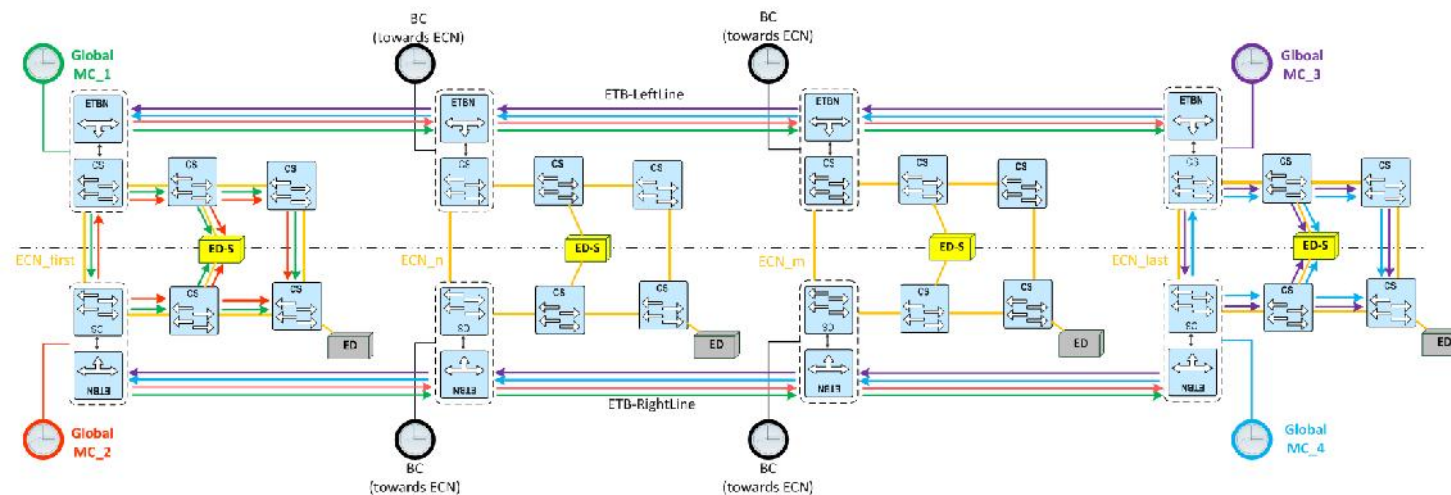 BC
(towards ECN)
BC
(towards ECN)
Global
MC_1
Glboal
MC_3
ETBN
ETBN
ETBN
ETBN
ETB-LeftLine
CS
CS
CS
CS
CS
CS
CS
CS
CS
CS
CS
CS
ECN_first
ED-S
ECN_n
ED-S
ECN_m
ED-S
ECN_last
ED-S
CS
CS
CS
CS
CS
CS
CS
CS
CS
CS
CS
CS
ED
ED
ED
ED
ETBN
ETBN
ETBN
ETBN
ETB-RightLine
Global
MC_2
Global
MC_4
BC
(towards ECN)
BC
(towards ECN)